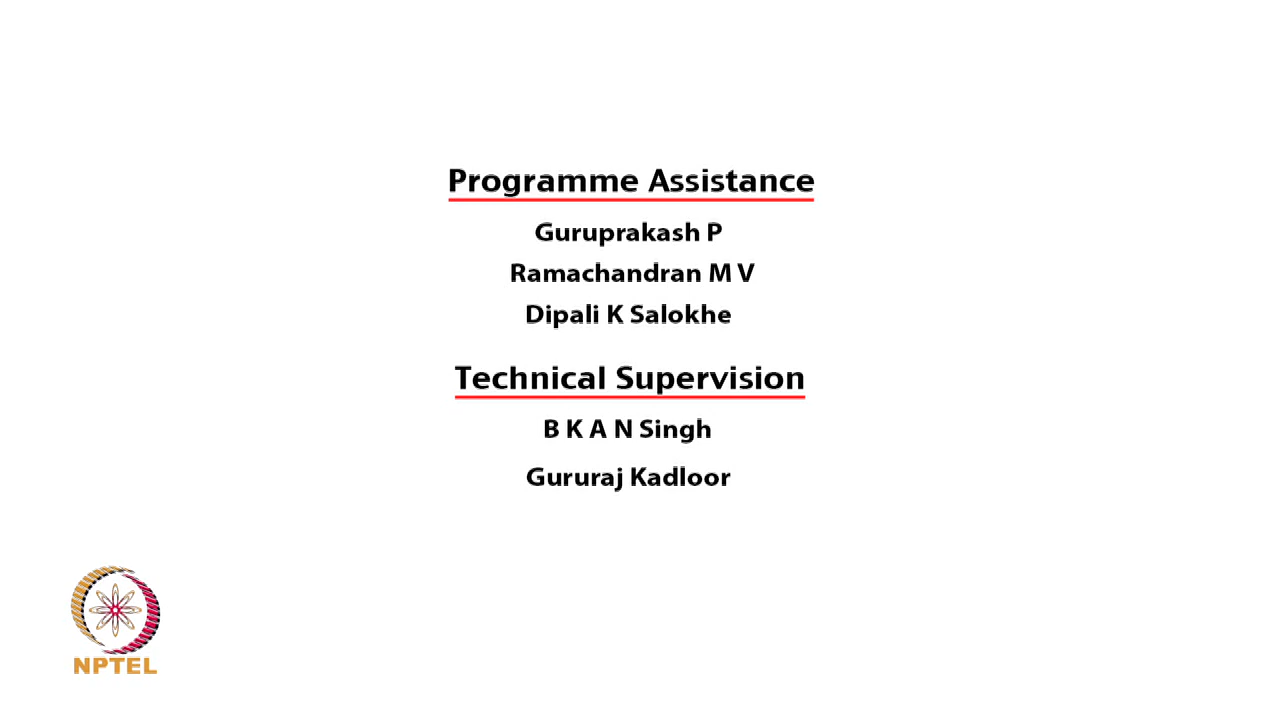 Programme Assistance
Guruprakash P
Ramachandran M V
Dipali K Salokhe
Technical Supervision
B K A N Singh
Gururaj Kadloor
NPTEL